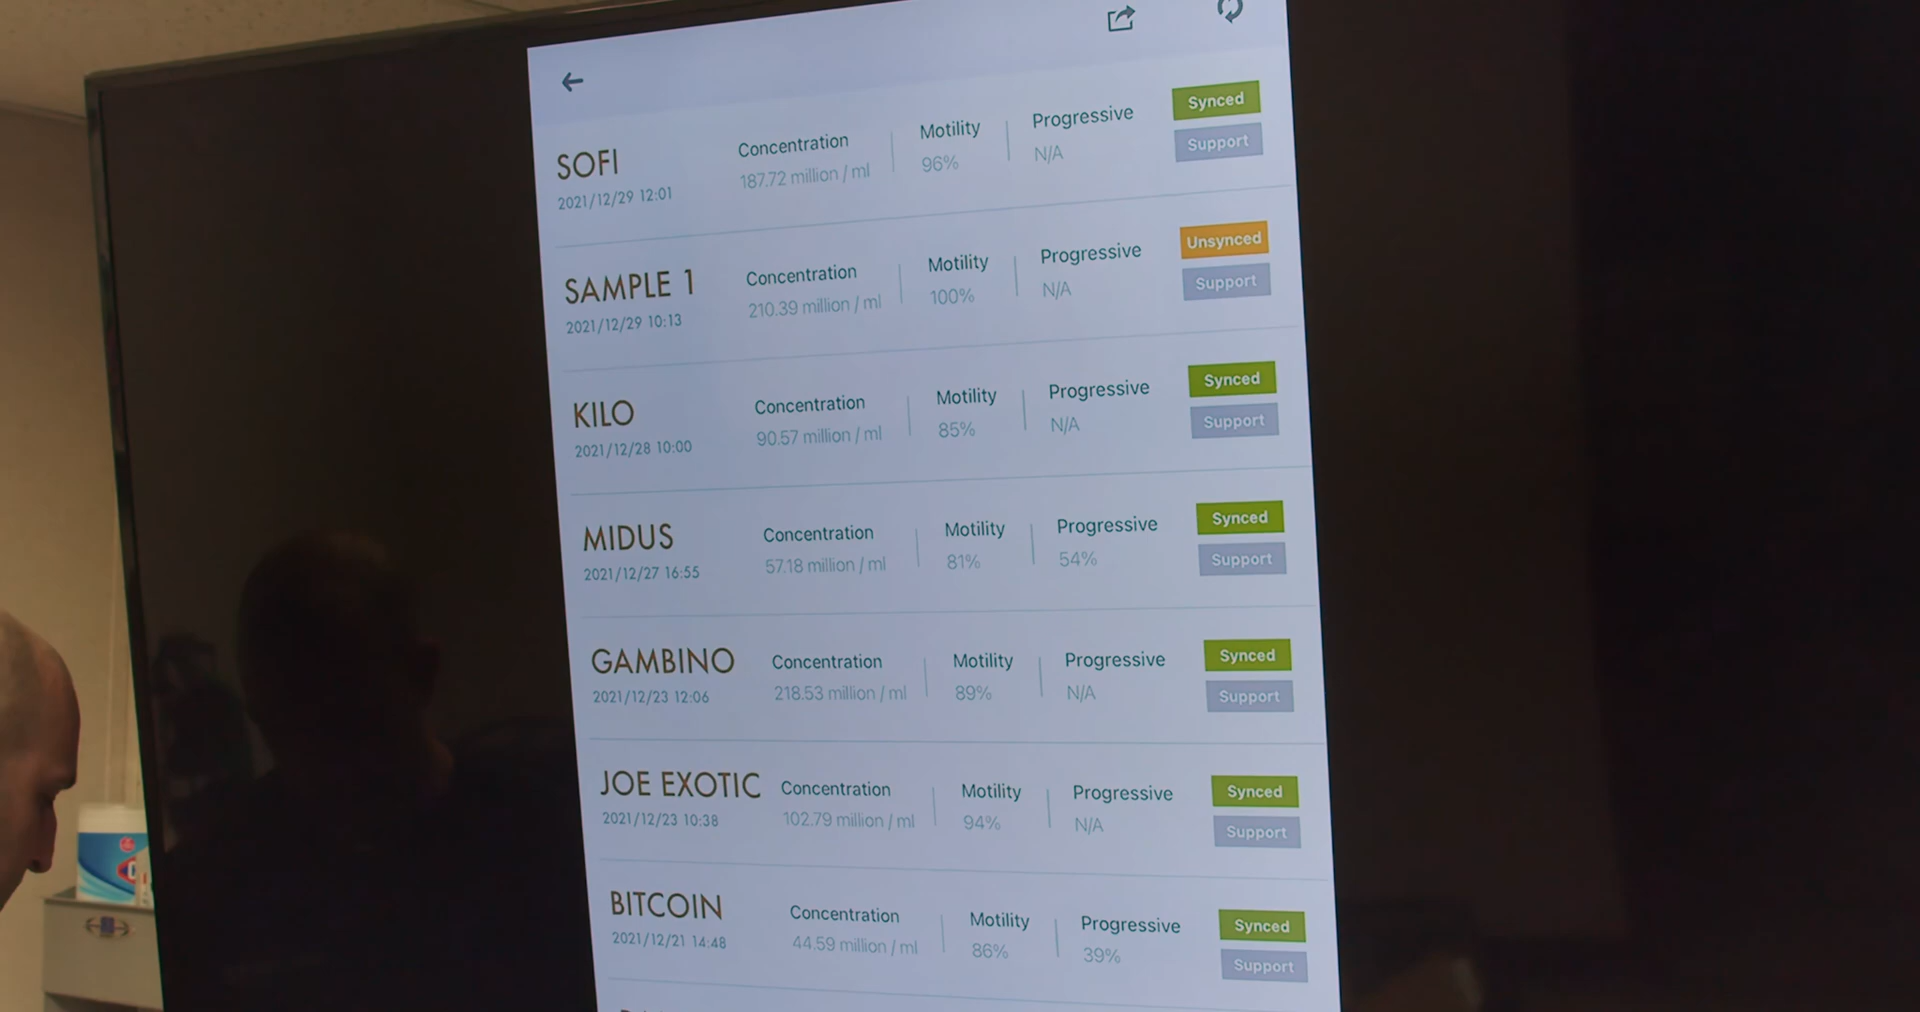 SOFI
2021/12/29 12:01
Concentration
187.72 million / ml
Motility
96%
Progressive
N/A
Synced
Support
SAMPLE 1
2021/12/29 10:13
Concentration
210.39 million / ml
Motility
100%
Progressive
N/A
Unsynced
Support
KILO
2021/12/28 10:00
Concentration
90.57 million / ml
Motility
85%
Progressive
N/A
Synced
Support
MIDUS
2021/12/27 16:55
Concentration
57.18 million / ml
Motility
81%
Progressive
54%
Synced
Support
GAMBINO
2021/12/23 12:06
Concentration
218.53 million / ml
Motility
89%
Progressive
N/A
Synced
Support
JOE EXOTIC
2021/12/23 10:38
Concentration
102.79 million / ml
Motility
94%
Progressive
N/A
Synced
Support
BITCOIN
2021/12/21 14:48
Concentration
44.59 million / ml
Motility
86%
Progressive
39%
Synced
Support